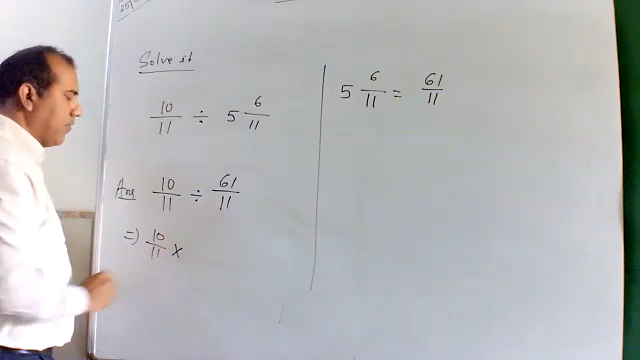 Solve it
10/11 ÷ 5 6/11
Ans 10/11 ÷ 61/11
=) 10/11 ×
5 6/11 = 61/11